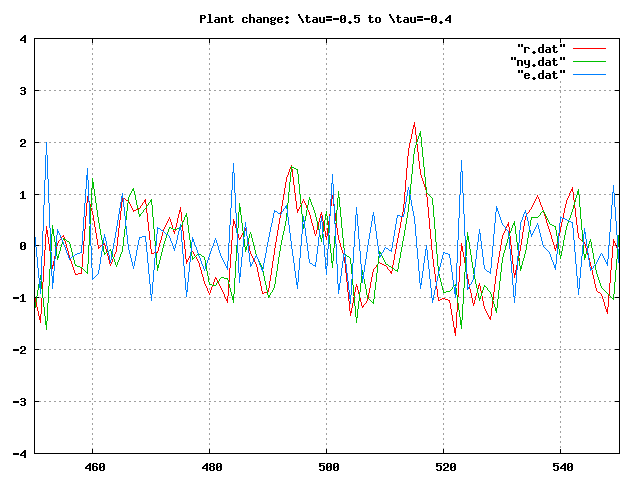 Plant change: \tau=-0.5 to \tau=-0.4
4
"r.dat"
"ny.dat"
"e.dat"
3
2
1
0
-1
-2
-3
-4
460 480 500 520 540